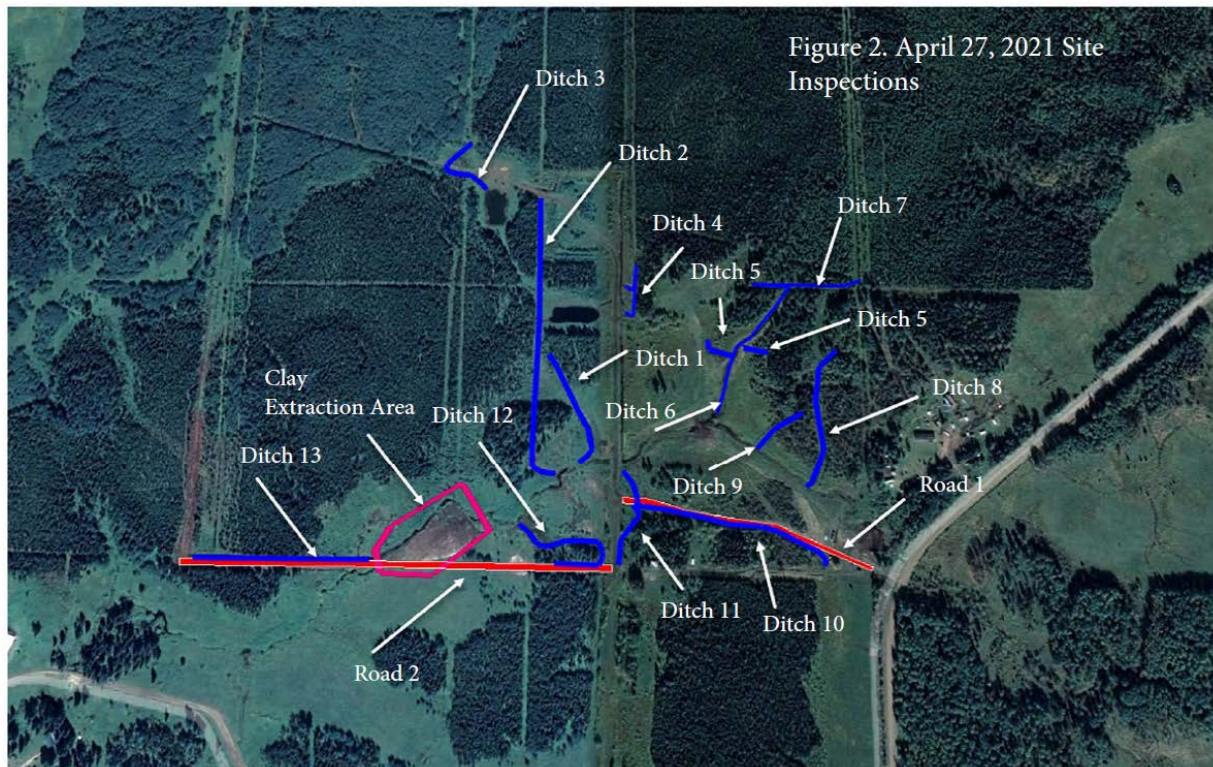 Figure 2. April 27, 2021 Site
Inspections
Ditch 3
Ditch 2
Ditch 7
Ditch 4
Ditch 5
Ditch 5
Ditch 1
Clay
Extraction Area
Ditch 12
Ditch 6
Ditch 8
Ditch 13
Ditch 9
Road 1
Ditch 11
Ditch 10
Road 2